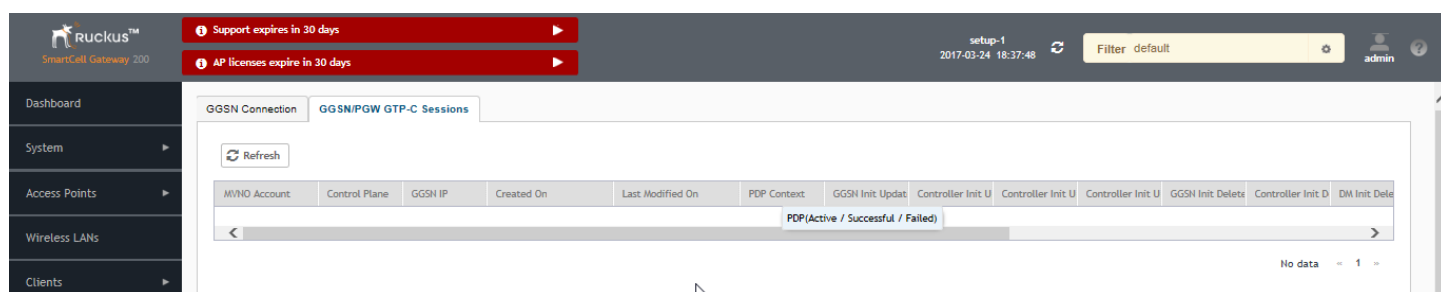 Ruckus™
SmartCell Gateway 200
Support expires in 30 days
AP licenses expire in 30 days
setup-1
2017-03-24 18:37:48
Filter default
admin
Dashboard
System
Access Points
Wireless LANs
Clients
GGSN Connection GGSN/PGW GTP-C Sessions
Refresh
MVNO Account Control Plane GGSN IP Created On Last Modified On PDP Context GGSN Init Updat Controller Init U Controller Init U Controller Init U GGSN Init Delete Controller Init D DM Init Dele
PDP(Active / Successful / Failed)
No data « 1 »